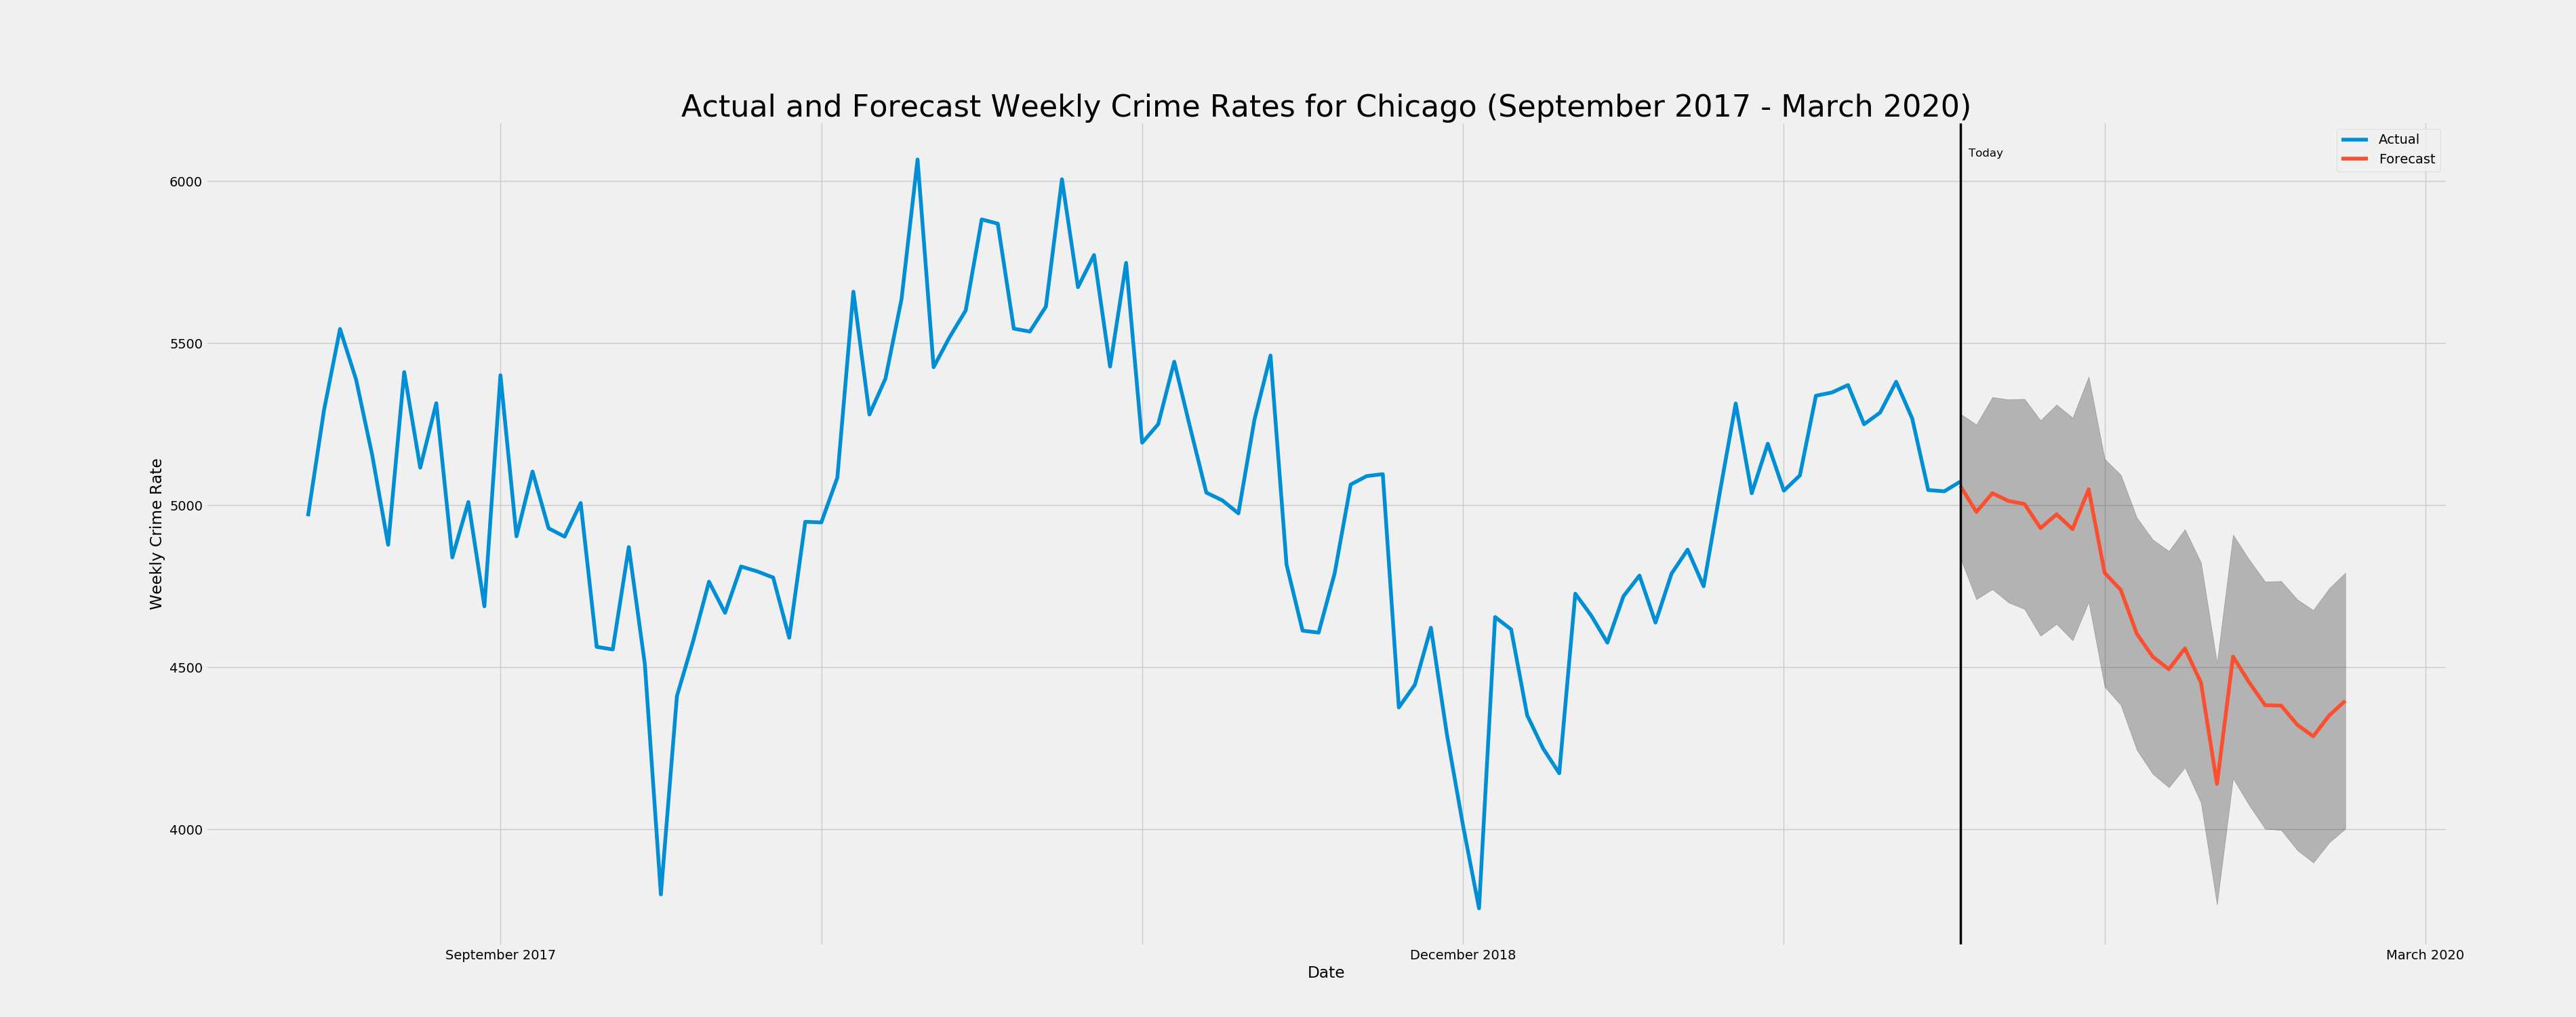 Actual and Forecast Weekly Crime Rates for Chicago (September 2017 - March 2020)
Today
Actual
Forecast
6000
5500
5000
4500
4000
Weekly Crime Rate
September 2017
December 2018
March 2020
Date